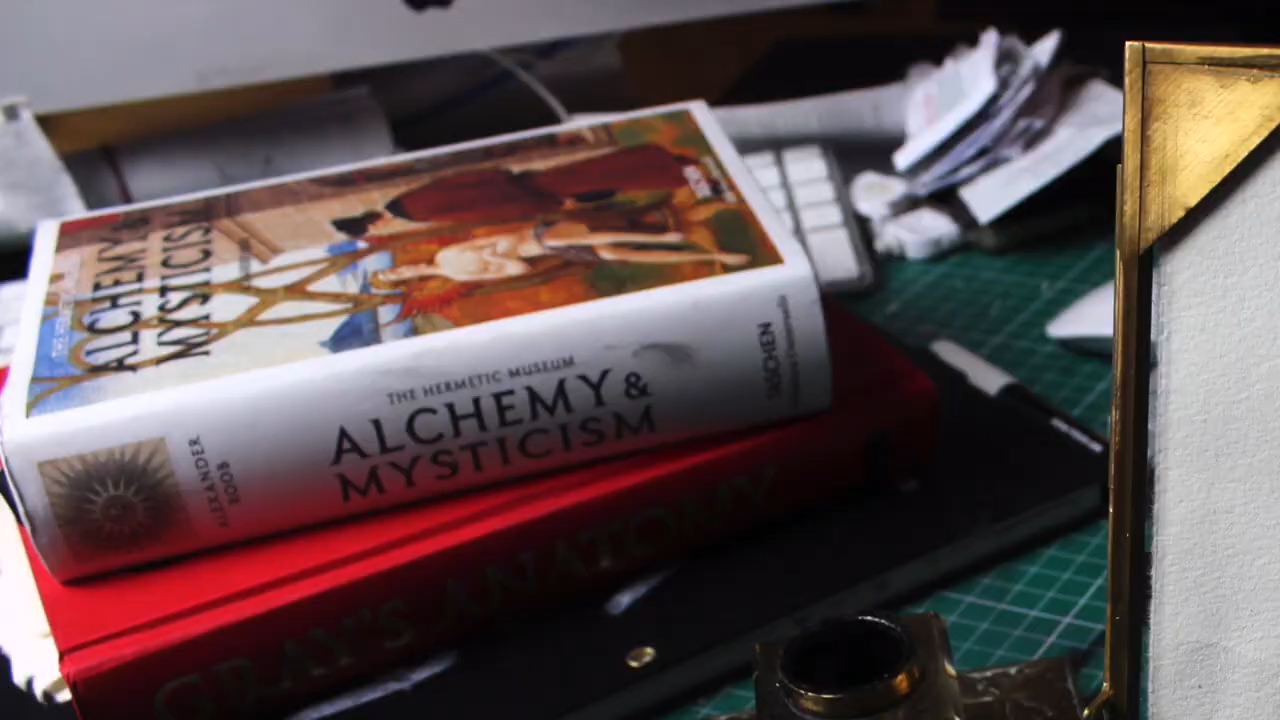 ALCHEMY &
MYSTICISM
THE HERMETIC MUSEUM
ALCHEMY &
MYSTICISM
ALEXANDER
ROOB
TASCHEN
GRAY'S ANATOMY